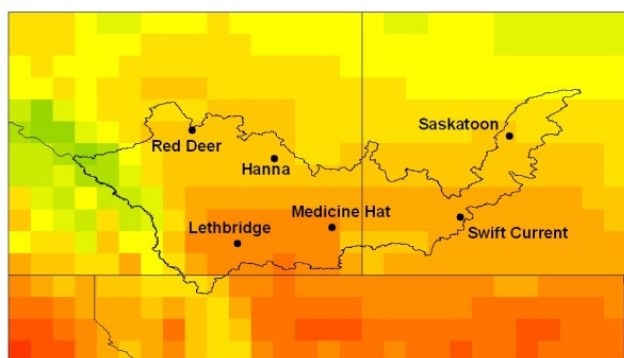 Saskatoon
Red Deer
Hanna
Medicine Hat
Lethbridge
Swift Current